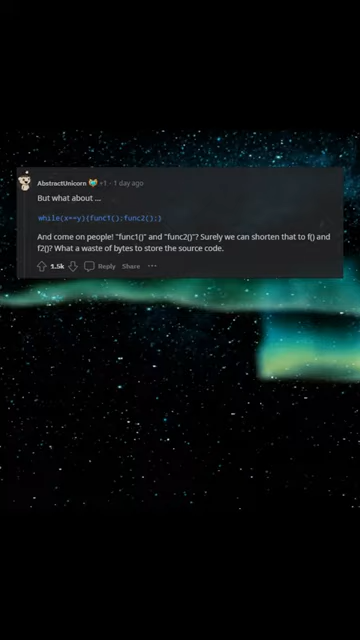 AbstractUnicorn +1 · 1 day ago
But what about ...
while(x==y){func1();func2();}
And come on people! "func1()" and "func2()"? Surely we can shorten that to f() and
f2()? What a waste of bytes to store the source code.
1.5k Reply Share ···